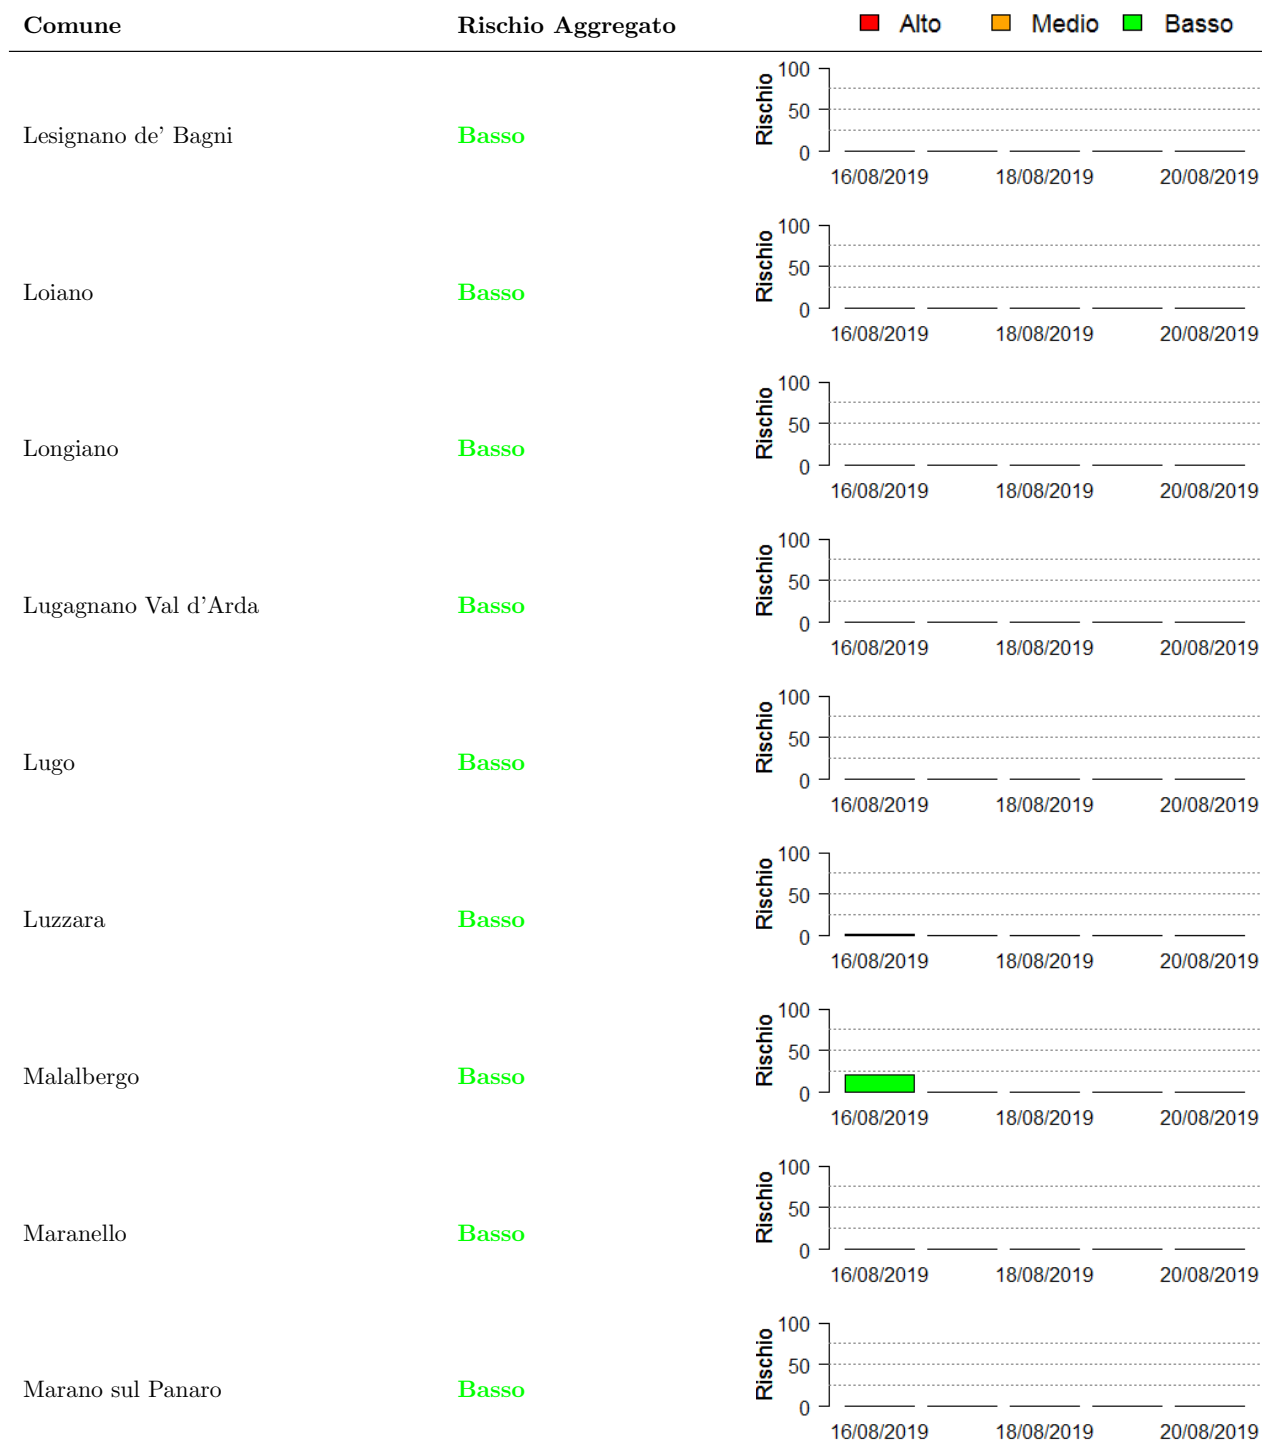 Comune Rischio Aggregato Alto Medio Basso
Lesignano de' Bagni Basso Rischio 100 50 0
16/08/2019 18/08/2019 20/08/2019
Loiano Basso Rischio 100 50 0
16/08/2019 18/08/2019 20/08/2019
Longiano Basso Rischio 100 50 0
16/08/2019 18/08/2019 20/08/2019
Lugagnano Val d'Arda Basso Rischio 100 50 0
16/08/2019 18/08/2019 20/08/2019
Lugo Basso Rischio 100 50 0
16/08/2019 18/08/2019 20/08/2019
Luzzara Basso Rischio 100 50 0
16/08/2019 18/08/2019 20/08/2019
Malalbergo Basso Rischio 100 50 0
16/08/2019 18/08/2019 20/08/2019
Maranello Basso Rischio 100 50 0
16/08/2019 18/08/2019 20/08/2019
Marano sul Panaro Basso Rischio 100 50 0
16/08/2019 18/08/2019 20/08/2019